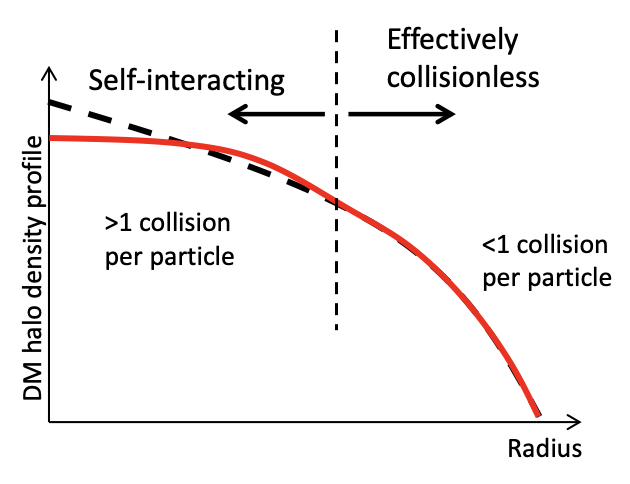 Effectively
collisionless
Self-interacting
>1 collision
per particle
<1 collision
per particle
DM halo density profile
Radius